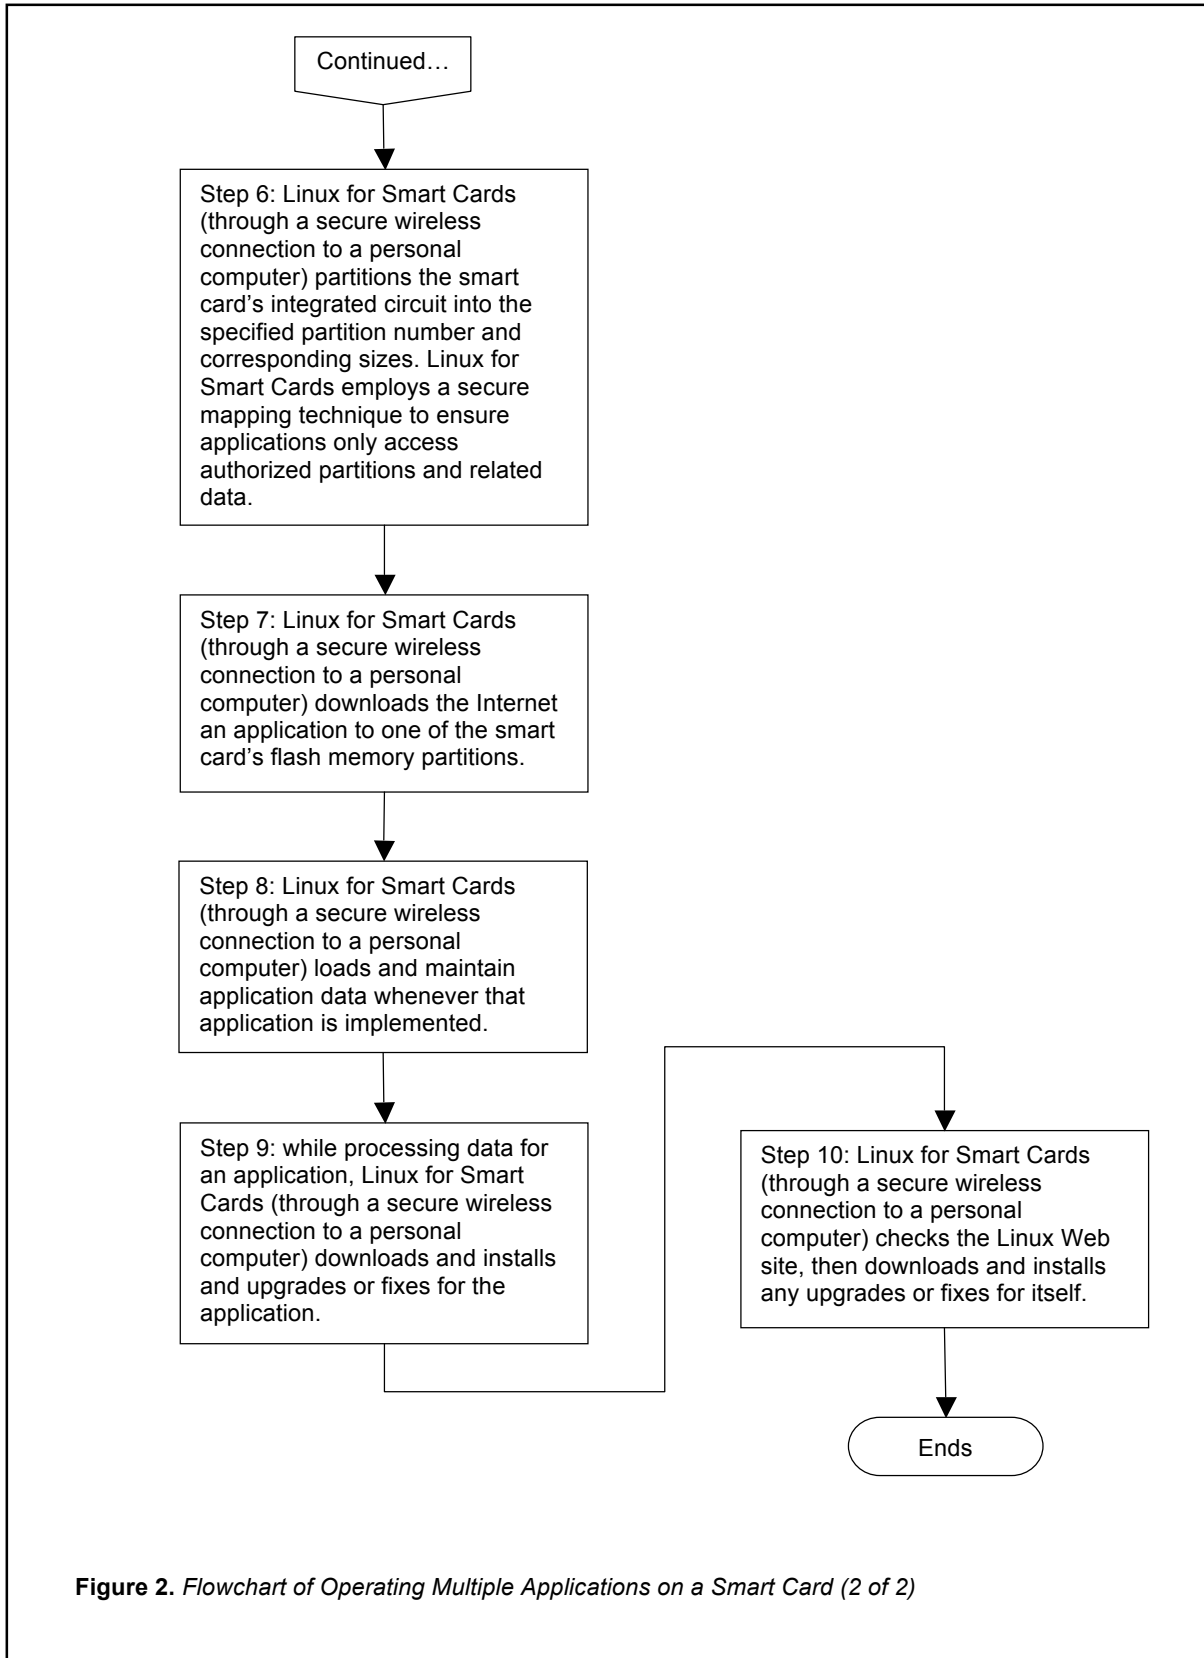 Continued…
Step 6: Linux for Smart Cards
(through a secure wireless
connection to a personal
computer) partitions the smart
card’s integrated circuit into the
specified partition number and
corresponding sizes. Linux for
Smart Cards employs a secure
mapping technique to ensure
applications only access
authorized partitions and related
data.
Step 7: Linux for Smart Cards
(through a secure wireless
connection to a personal
computer) downloads the Internet
an application to one of the smart
card’s flash memory partitions.
Step 8: Linux for Smart Cards
(through a secure wireless
connection to a personal
computer) loads and maintain
application data whenever that
application is implemented.
Step 9: while processing data for
an application, Linux for Smart
Cards (through a secure wireless
connection to a personal
computer) downloads and installs
and upgrades or fixes for the
application.
Step 10: Linux for Smart Cards
(through a secure wireless
connection to a personal
computer) checks the Linux Web
site, then downloads and installs
any upgrades or fixes for itself.
Ends
Figure 2. Flowchart of Operating Multiple Applications on a Smart Card (2 of 2)